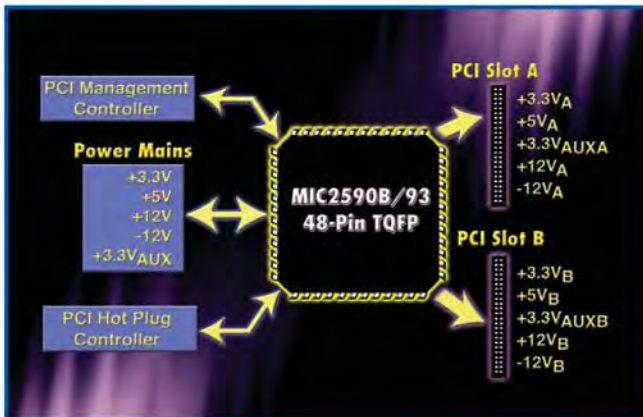 PCI Management
Controller
Power Mains
+3.3V
+5V
+12V
-12V
+3.3VAUX
PCI Hot Plug
Controller
MIC2590B/93
48-Pin TQFP
PCI Slot A
+3.3VA
+5VA
+3.3VAUXA
+12VA
-12VA
PCI Slot B
+3.3VB
+5VB
+3.3VAUXB
+12VB
-12VB